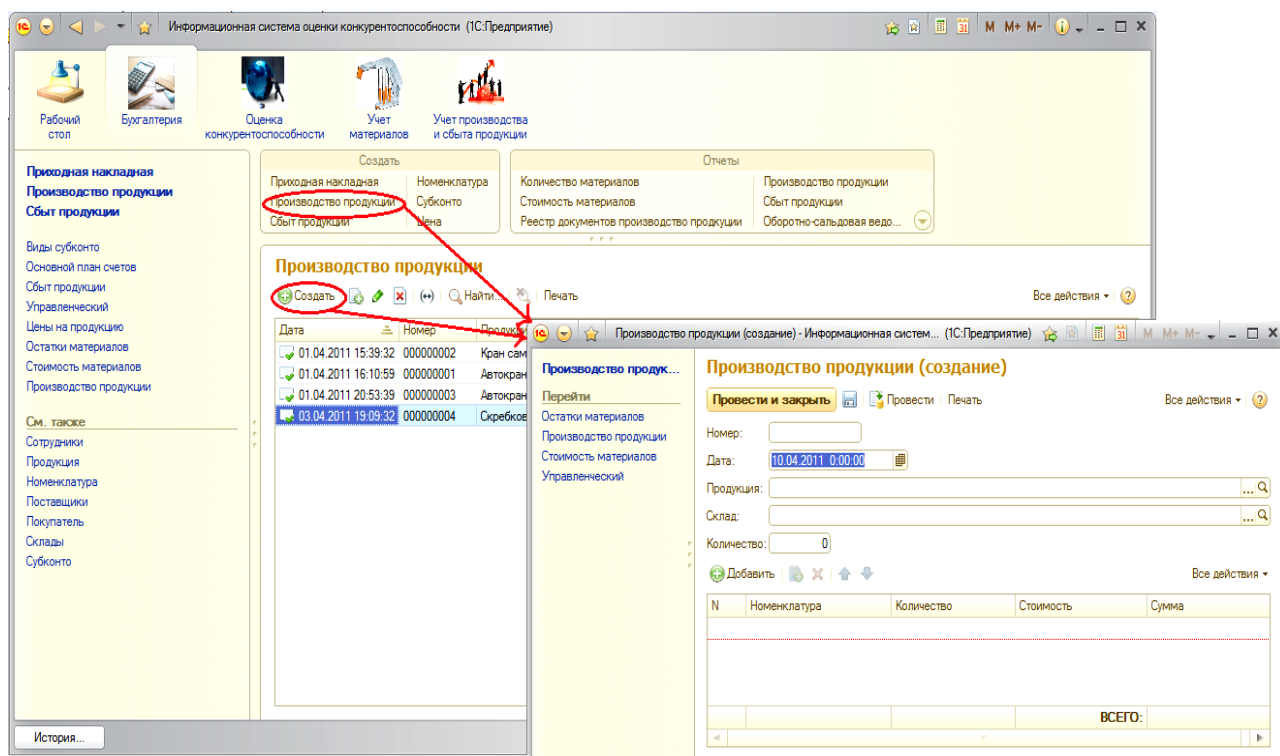 Информационная система оценки конкурентоспособности (1С:Предприятие)
M M+ M-
Рабочий стол
Бухгалтерия
Оценка конкурентоспособности
Учет материалов
Учет производства и сбыта продукции
Приходная накладная
Производство продукции
Сбыт продукции
Виды субконто
Основной план счетов
Сбыт продукции
Управленческий
Цены на продукцию
Остатки материалов
Стоимость материалов
Производство продукции
См. также
Сотрудники
Продукция
Номенклатура
Поставщики
Покупатель
Склады
Субконто
История...
Создать
Приходная накладная Номенклатура
Производство продукции Субконто
Сбыт продукции Цена
Отчеты
Количество материалов Производство продукции
Стоимость материалов Сбыт продукции
Реестр документов производство продкуции Оборотно-сальдовая ведо...
Производство продукции
Создать Найти... Печать Все действия
Дата Номер Продукци
01.04.2011 15:39:32 000000002 Кран сам
01.04.2011 16:10:59 000000001 Автокран
01.04.2011 20:53:39 000000003 Автокран
03.04.2011 19:09:32 000000004 Скребков
Производство продукции (создание) - Информационная систем... (1С:Предприятие)
M M+ M-
Производство продук...
Перейти
Остатки материалов
Производство продукции
Стоимость материалов
Управленческий
Производство продукции (создание)
Провести и закрыть Провести Печать Все действия
Номер:
Дата: 10.04.2011 0:00:00
Продукция:
Склад:
Количество: 0
Добавить Все действия
N Номенклатура Количество Стоимость Сумма
ВСЕГО: